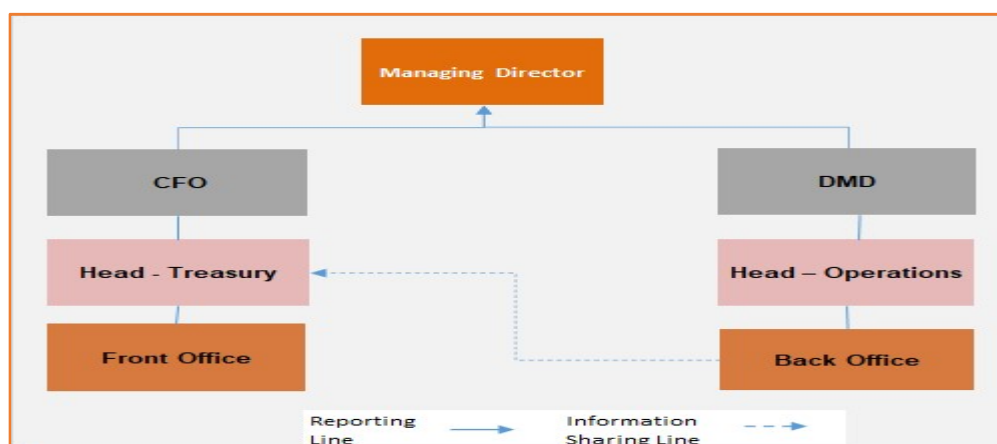 Managing Director
CFO
DMD
Head - Treasury
Head – Operations
Front Office
Back Office
Reporting Line
Information Sharing Line